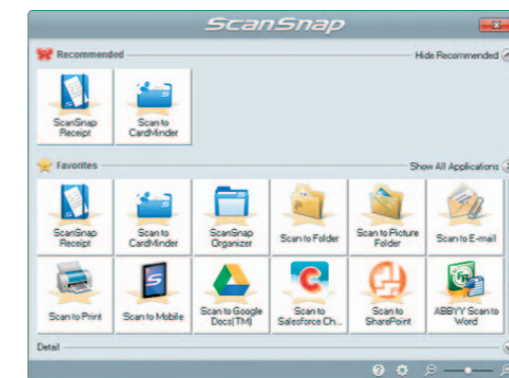 ScanSnap
Recommended
Hide Recommended
ScanSnap
Receipt
Scan to
CardMinder
Favorites
Show All Applications
ScanSnap
Receipt
Scan to
CardMinder
ScanSnap
Organizer
Scan to Folder
Scan to Picture
Folder
Scan to E-mail
Scan to Print
Scan to Mobile
Scan to Google
Docs(TM)
Scan to
Salesforce Ch...
Scan to
SharePoint
ABBYY Scan to
Word
Detail